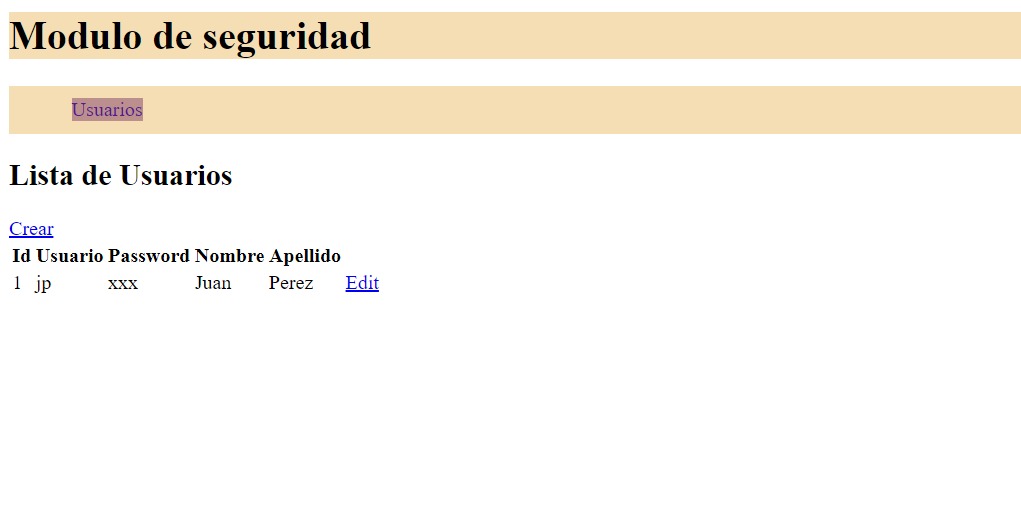 Modulo de seguridad
Usuarios
Lista de Usuarios
Crear
Id Usuario Password Nombre Apellido
1 jp xxx Juan Perez Edit